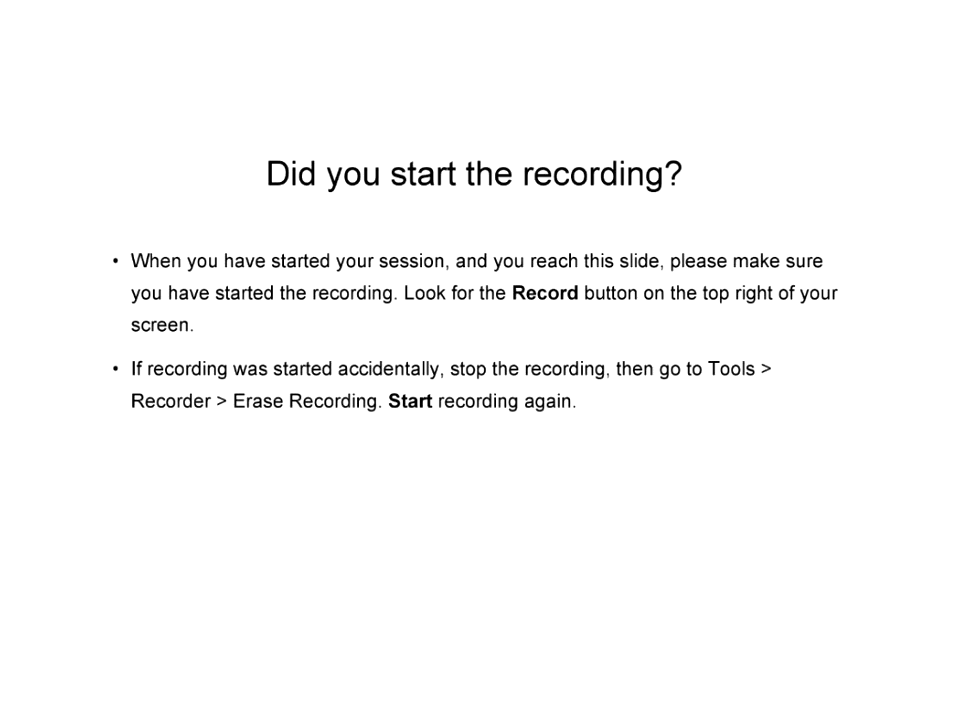 Did you start the recording?
• When you have started your session, and you reach this slide, please make sure
you have started the recording. Look for the Record button on the top right of your
screen.
• If recording was started accidentally, stop the recording, then go to Tools >
Recorder > Erase Recording. Start recording again.